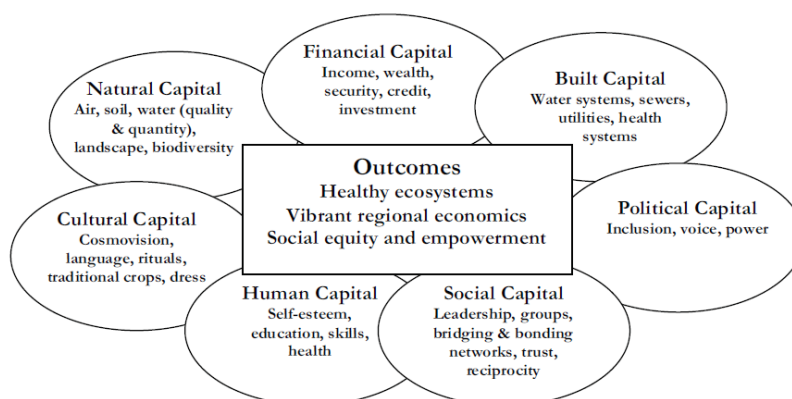 Financial Capital
Income, wealth,
security, credit,
investment
Natural Capital
Air, soil, water (quality
& quantity),
landscape, biodiversity
Built Capital
Water systems, sewers,
utilities, health
systems
Outcomes
Healthy ecosystems
Vibrant regional economics
Social equity and empowerment
Cultural Capital
Cosmovision,
language, rituals,
traditional crops, dress
Political Capital
Inclusion, voice, power
Human Capital
Self-esteem,
education, skills,
health
Social Capital
Leadership, groups,
bridging & bonding
networks, trust,
reciprocity